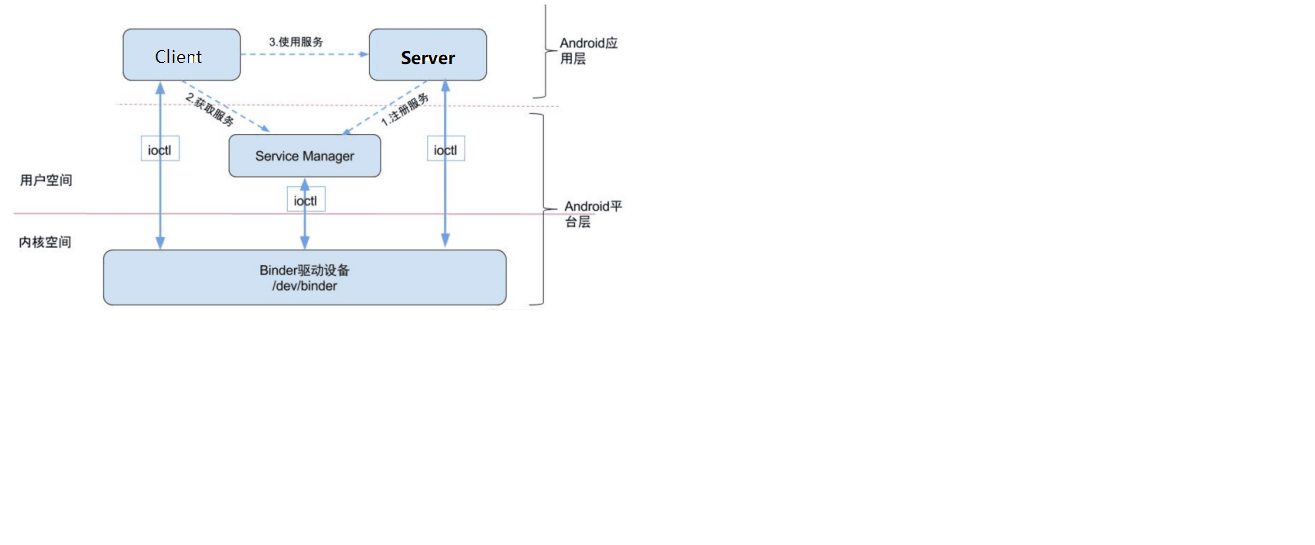 3.使用服务
Client
Server
Android应
用层
2.获取服务
1.注册服务
ioctl
ioctl
Service Manager
用户空间
ioctl
Android平
台层
内核空间
Binder驱动设备
/dev/binder